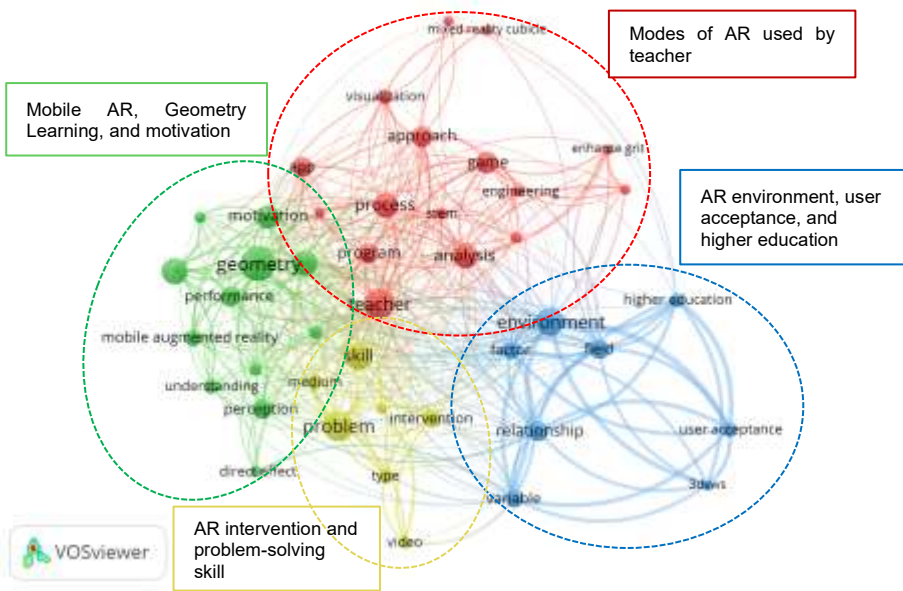 mixed reality cubicle
Modes of AR used by
teacher
Mobile AR, Geometry
Learning, and motivation
visualization
approach
enhance grit
game
engineering
process
stem
motivation
AR environment, user
acceptance, and
higher education
program
analysis
geometry
performance
teacher
higher education
environment
mobile augmented reality
factor
field
skill
medium
understanding
perception
intervention
problem
relationship
user acceptance
direct effect
type
3dews
variable
video
AR intervention and
problem-solving
skill
VOSviewer